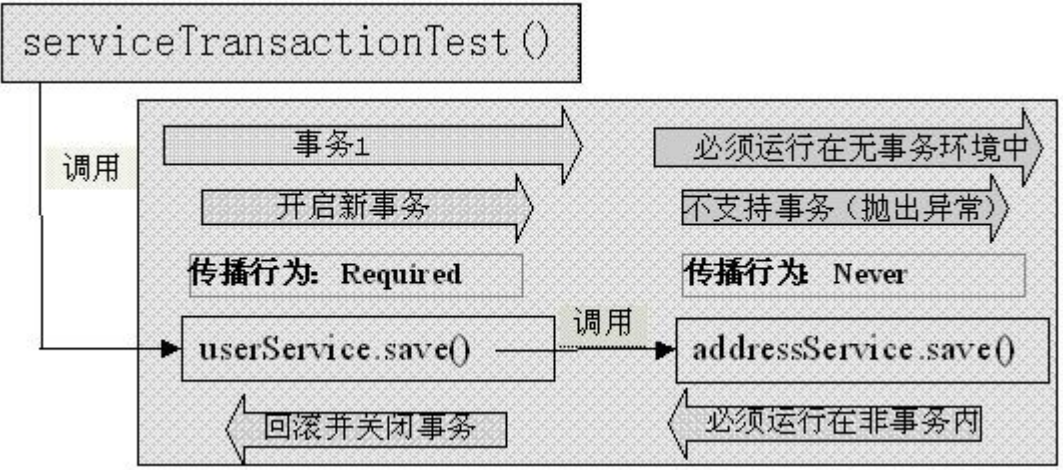 serviceTransactionTest()
调用
事务1
必须运行在无事务环境中
开启新事务
不支持事务（抛出异常）
传播行为：Required
传播行为：Never
调用
userService.save()
addressService.save()
回滚并关闭事务
必须运行在非事务内